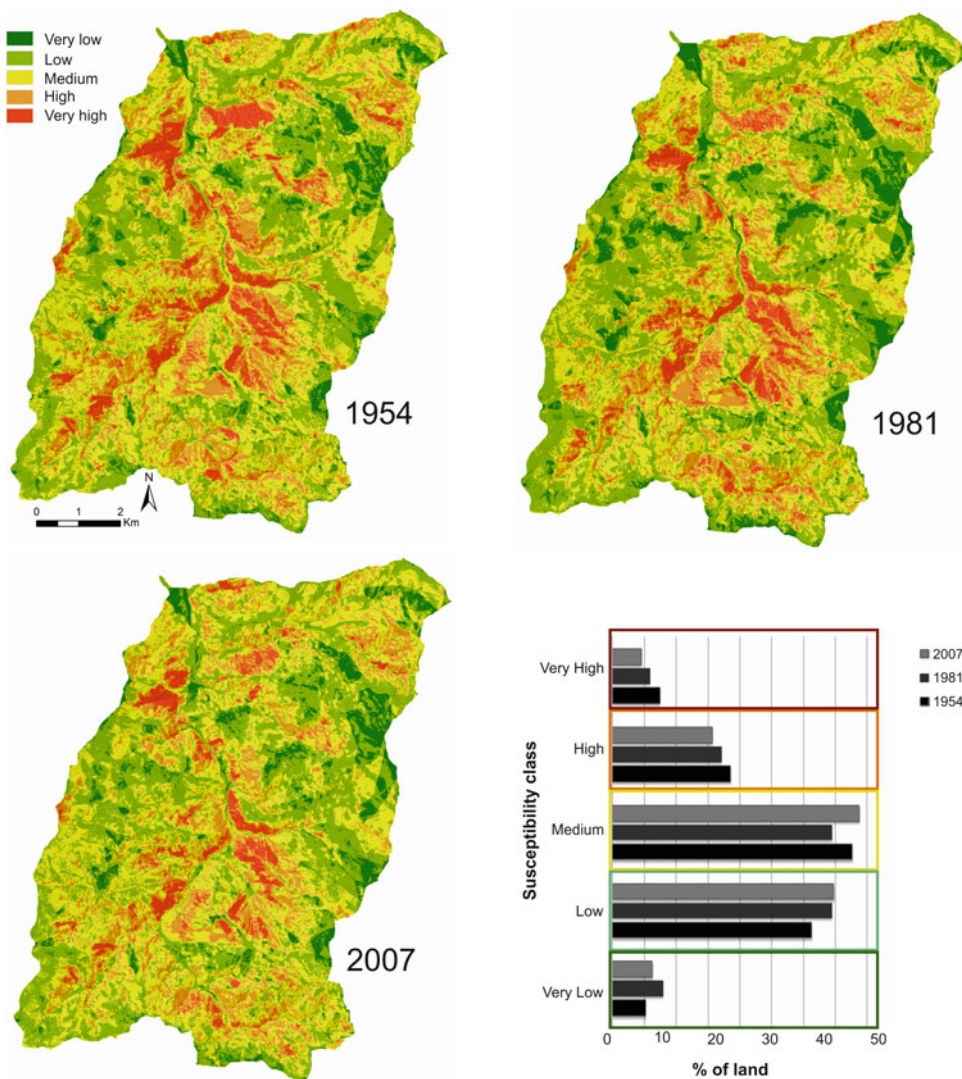 Very low
Low
Medium
High
Very high
1954
N
0 1 2
Km
1981
2007
2007
1981
1954
Susceptibility class
Very High
High
Medium
Low
Very Low
0 10 20 30 40 50
% of land